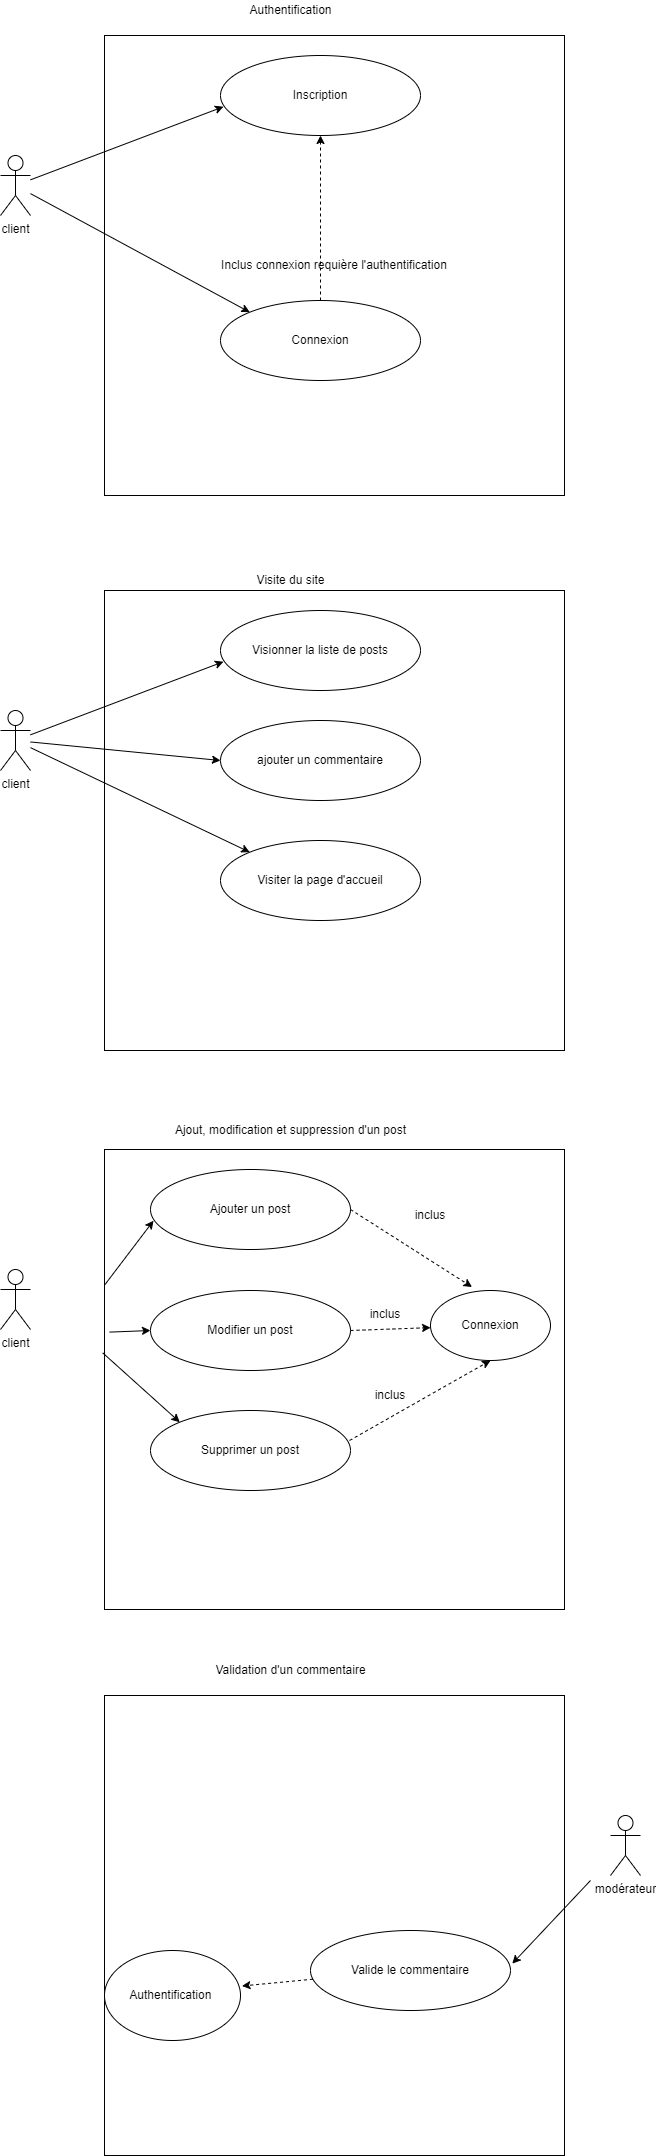 Authentification
Inscription
client
Inclus connexion requière l'authentification
Connexion
Visite du site
Visionner la liste de posts
client
ajouter un commentaire
Visiter la page d'accueil
Ajout, modification et suppression d'un post
Ajouter un post
inclus
client
Modifier un post
inclus
Connexion
inclus
Supprimer un post
Validation d'un commentaire
modérateur
Valide le commentaire
Authentification